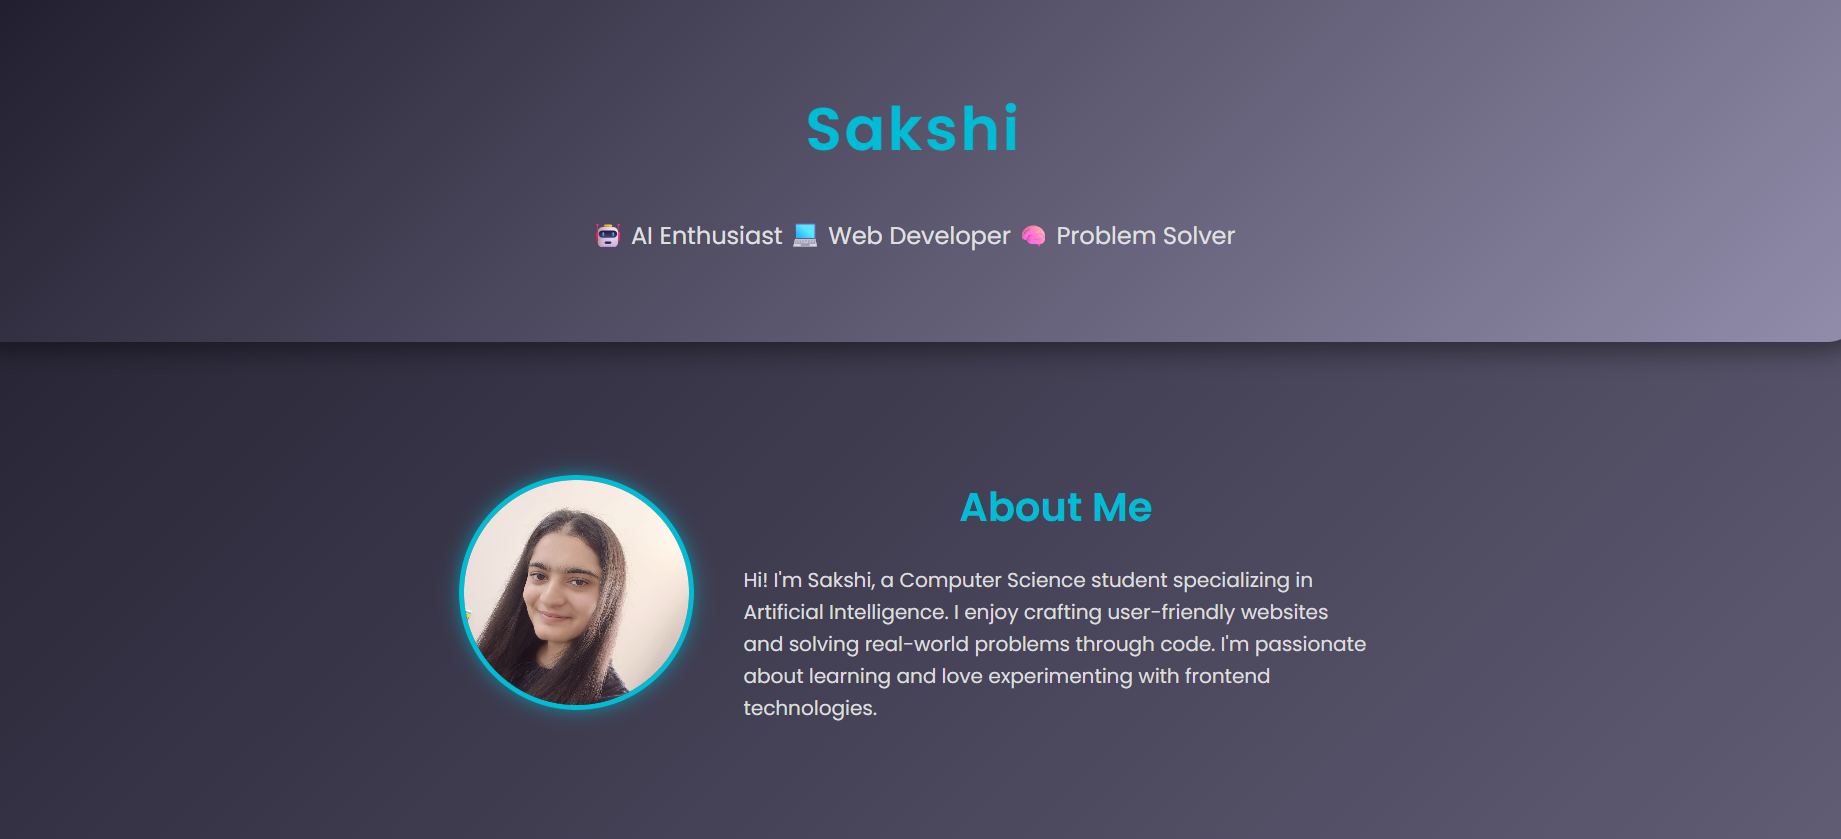 Sakshi
🤖 AI Enthusiast 💻 Web Developer 🧠 Problem Solver
About Me
Hi! I'm Sakshi, a Computer Science student specializing in
Artificial Intelligence. I enjoy crafting user-friendly websites
and solving real-world problems through code. I'm passionate
about learning and love experimenting with frontend
technologies.